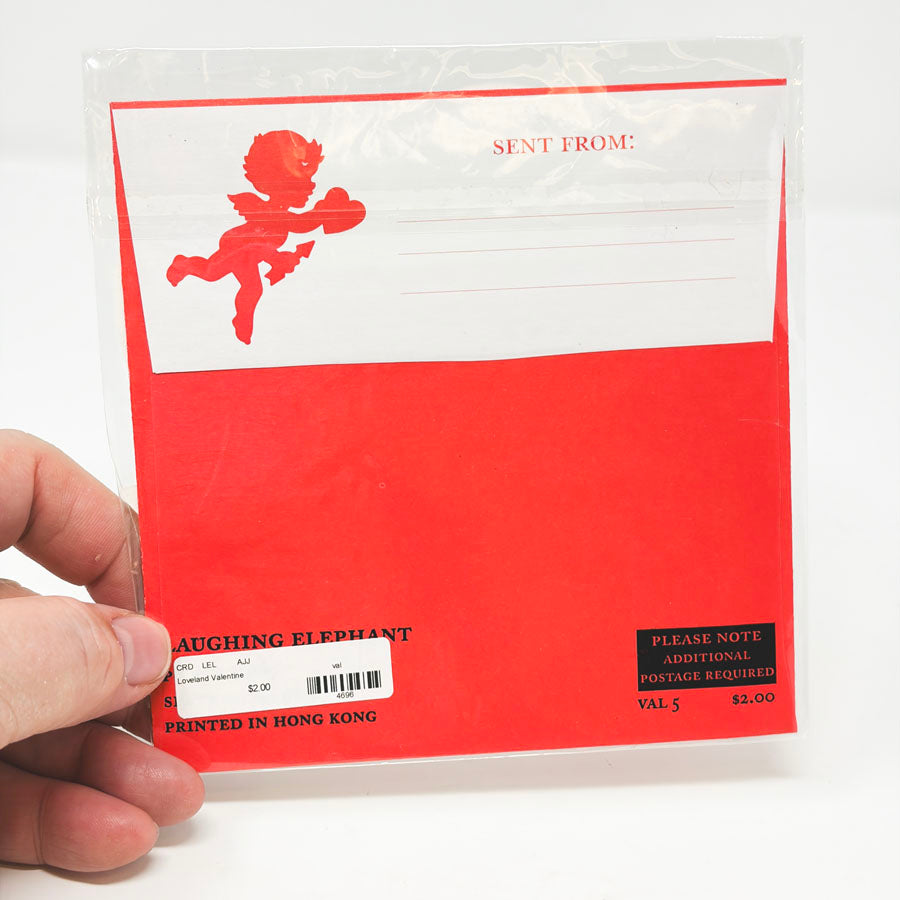 SENT FROM:
LAUGHING ELEPHANT
CRD LEL AJJ val
Loveland Valentine
$2.00
4696
PRINTED IN HONG KONG
PLEASE NOTE
ADDITIONAL
POSTAGE REQUIRED
VAL 5 $2.00